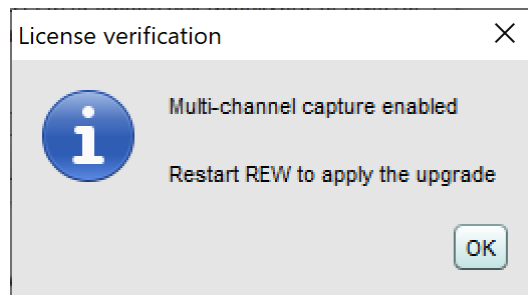 License verification
Multi-channel capture enabled
Restart REW to apply the upgrade
OK